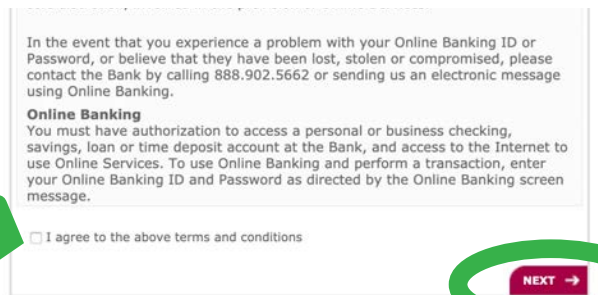 In the event that you experience a problem with your Online Banking ID or
Password, or believe that they have been lost, stolen or compromised, please
contact the Bank by calling 888.902.5662 or sending us an electronic message
using Online Banking.
Online Banking
You must have authorization to access a personal or business checking,
savings, loan or time deposit account at the Bank, and access to the Internet to
use Online Services. To use Online Banking and perform a transaction, enter
your Online Banking ID and Password as directed by the Online Banking screen
message.
I agree to the above terms and conditions
NEXT →